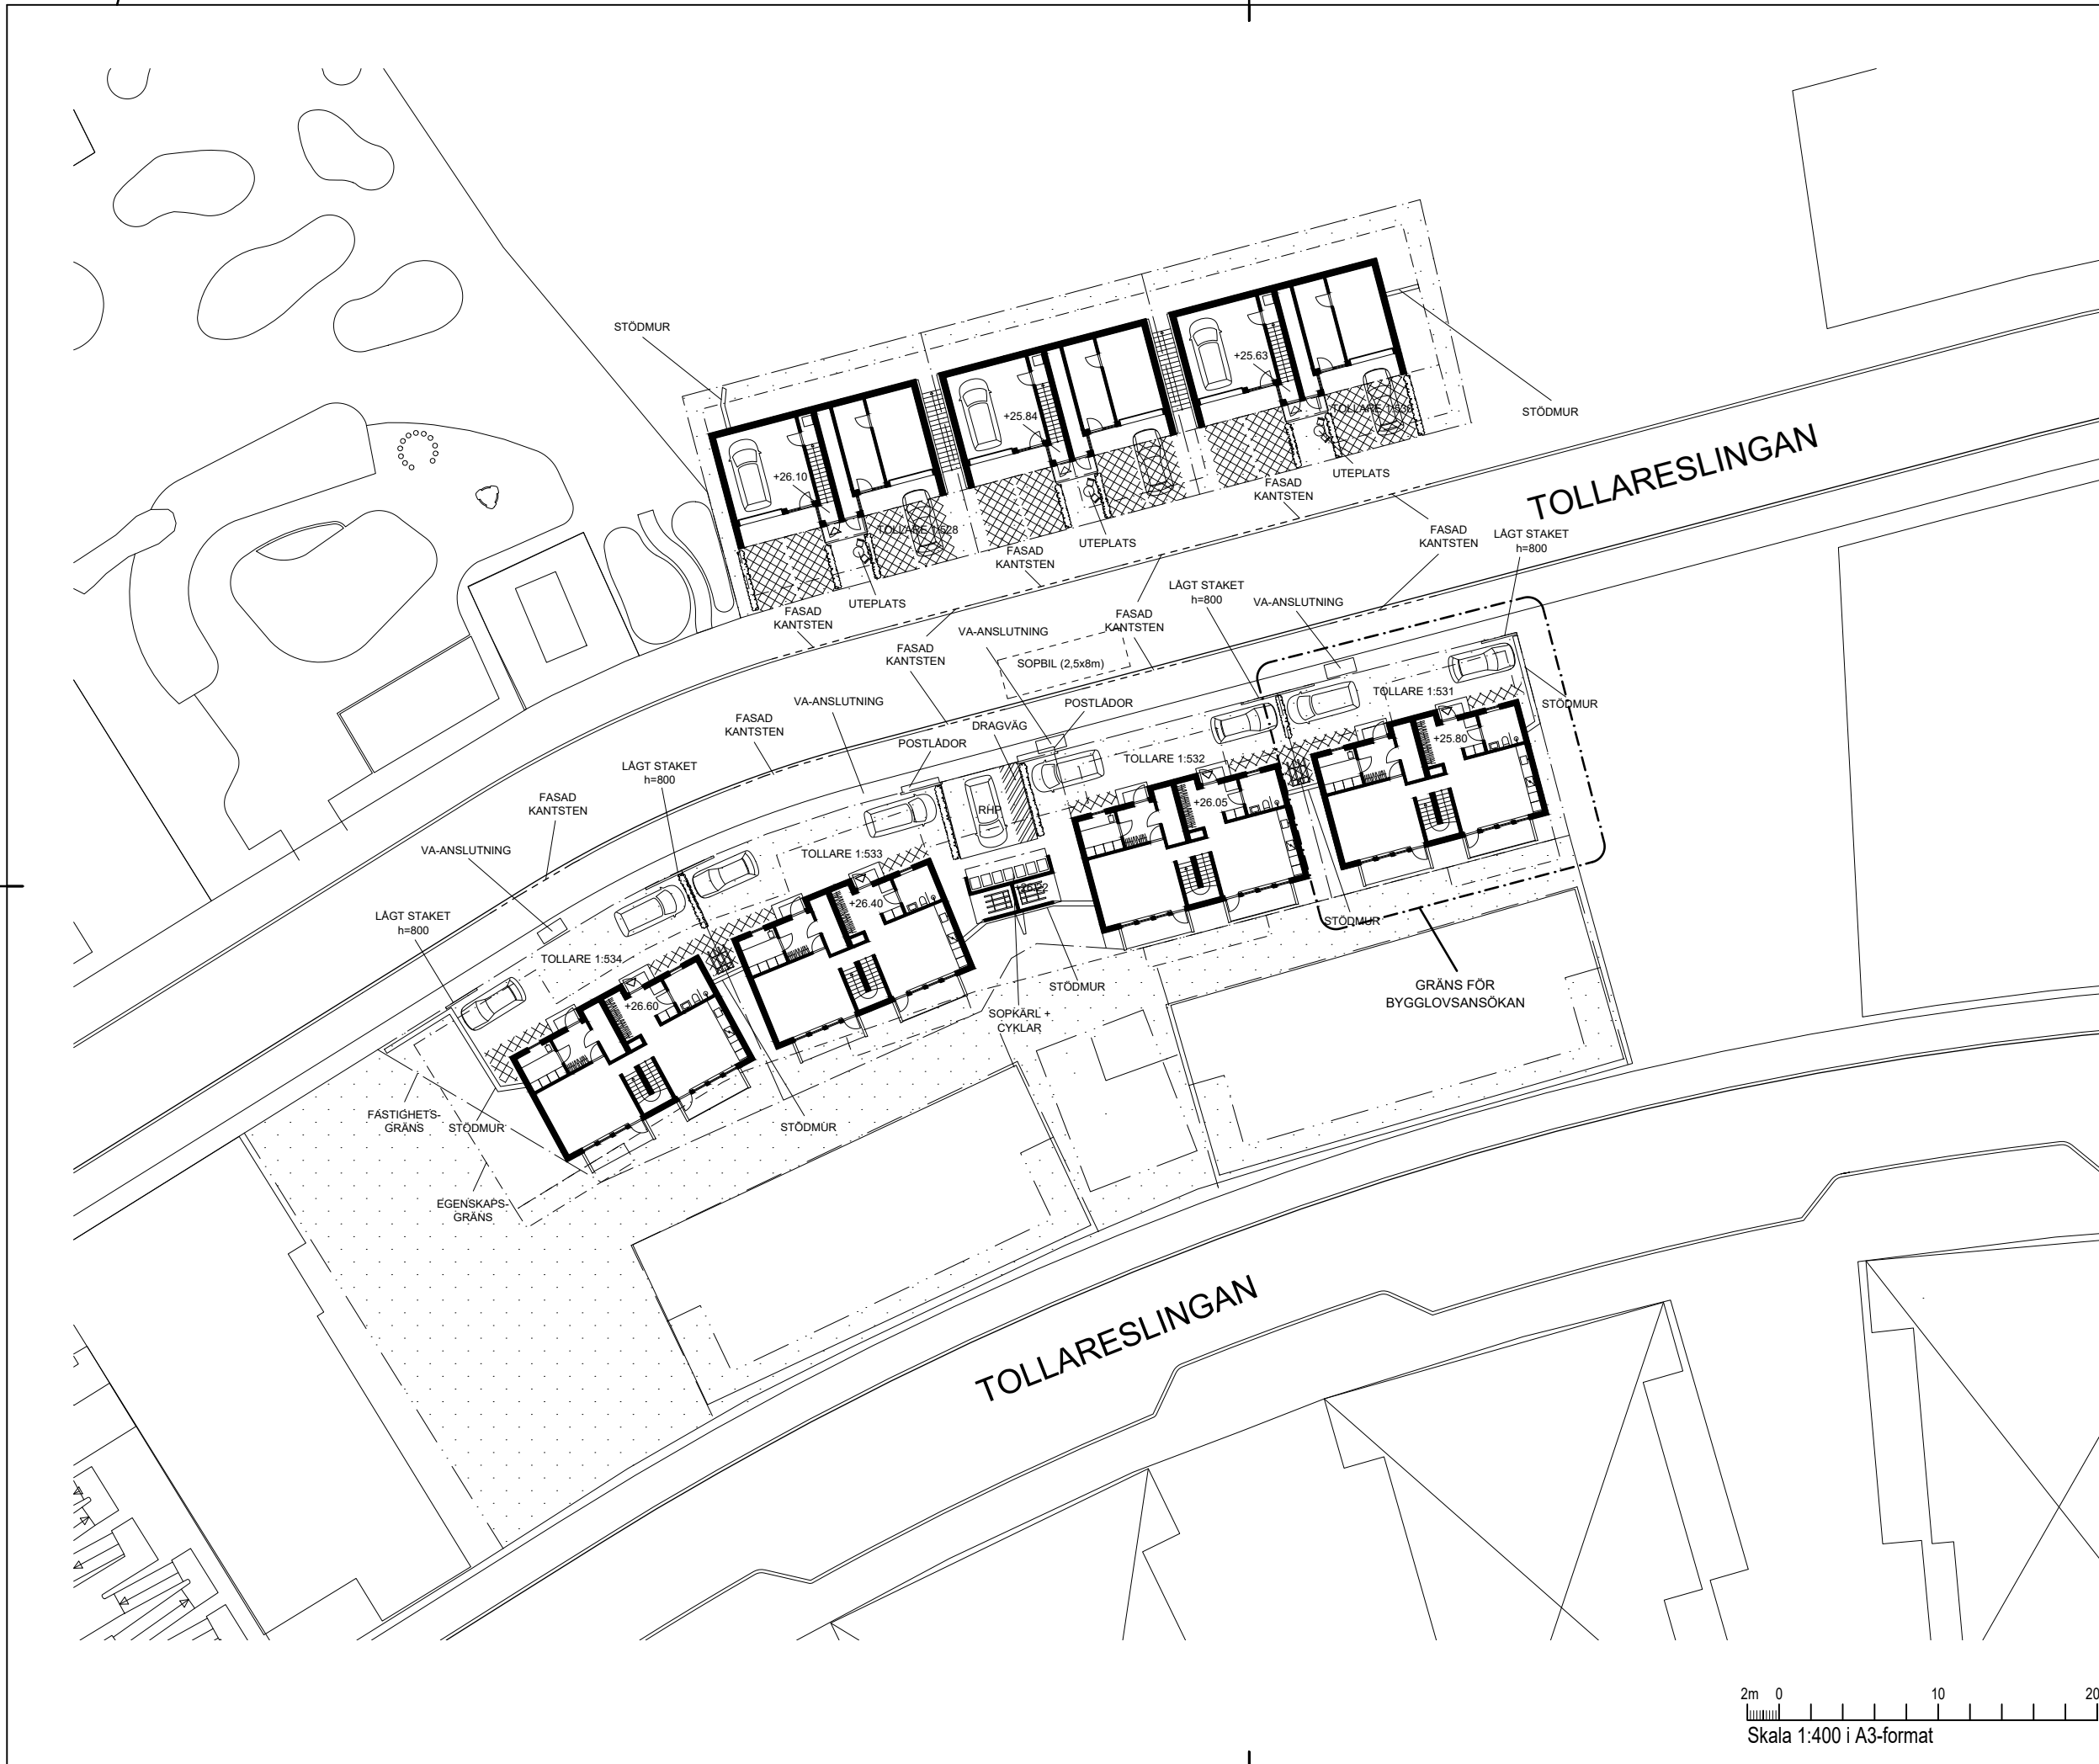 STÖDMUR
+25.63
STÖDMUR
+25.84
UTEPLATS
TOLLARESLINGAN
+26.10
FASAD
KANTSTEN
TOLLARE 1:528
FASAD
KANTSTEN
LÅGT STAKET
h=800
UTEPLATS
FASAD
KANTSTEN
LÅGT STAKET
h=800
UTEPLATS
VA-ANSLUTNING
FASAD
KANTSTEN
FASAD
KANTSTEN
VA-ANSLUTNING
FASAD
KANTSTEN
SOPBIL (2,5x8m)
TOLLARE 1:531
VA-ANSLUTNING
POSTLÅDOR
STÖDMUR
FASAD
KANTSTEN
DRAGVÄG
POSTLÅDOR
+25.80
TOLLARE 1:532
LÅGT STAKET
h=800
FASAD
KANTSTEN
RHP
+26.05
VA-ANSLUTNING
TOLLARE 1:533
+26.40
LÅGT STAKET
h=800
STÖDMUR
TOLLARE 1:534
STÖDMUR
GRÄNS FÖR
BYGGLOVSANSÖKAN
+26.60
SOPKÄRL +
CYKLAR
FASTIGHETS-
GRÄNS
STÖDMUR
STÖDMUR
EGENSKAPS-
GRÄNS
TOLLARESLINGAN
2m 0 10 20
Skala 1:400 i A3-format